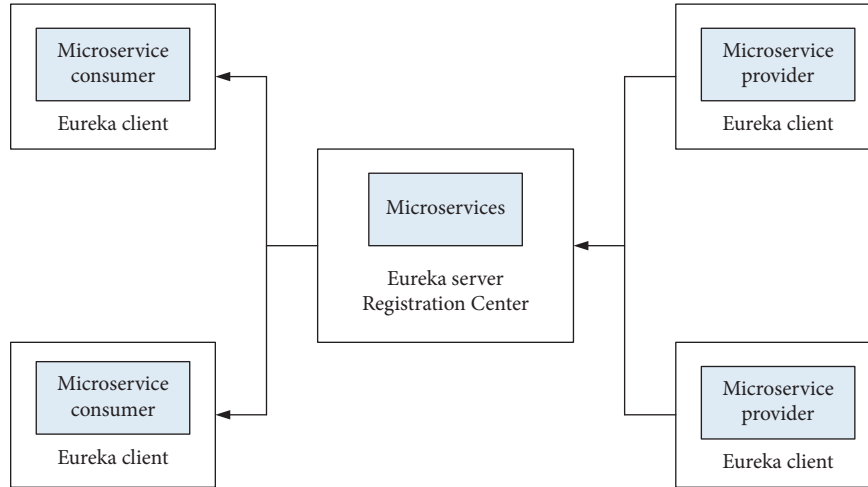 Microservice
consumer
Eureka client
Microservice
provider
Eureka client
Microservices
Eureka server
Registration Center
Microservice
consumer
Eureka client
Microservice
provider
Eureka client